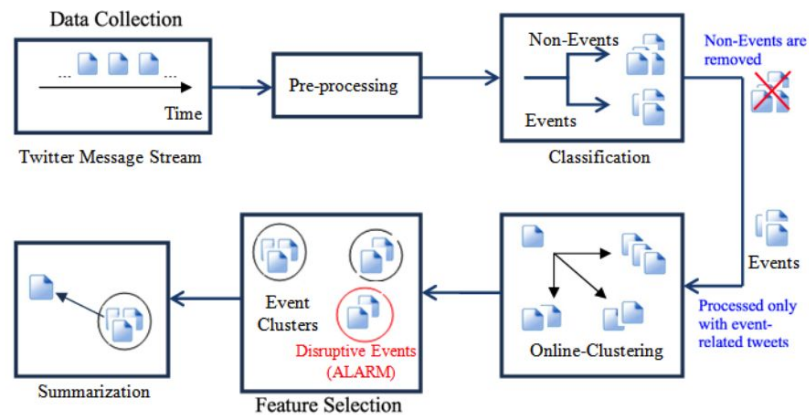 Data Collection
...
...
Time
Twitter Message Stream
Pre-processing
Non-Events
Events
Classification
Non-Events are
removed
Events
Processed only
with event-
related tweets
Online-Clustering
Event
Clusters
Disruptive Events
(ALARM)
Feature Selection
Summarization